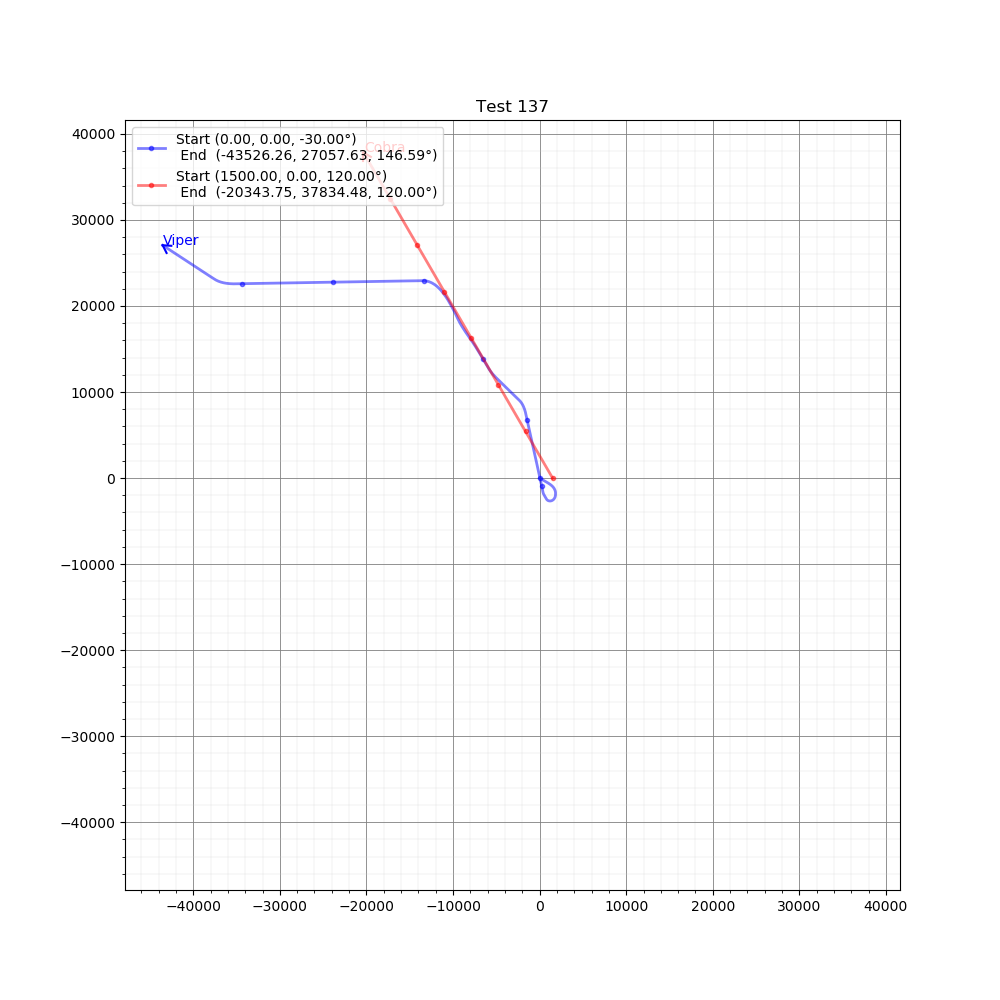 Test 137
Start (0.00, 0.00, -30.00°)
End (-43526.26, 27057.63, 146.59°)
Start (1500.00, 0.00, 120.00°)
End (-20343.75, 37834.48, 120.00°)
Cobra
Viper
40000
30000
20000
10000
0
−10000
−20000
−30000
−40000
−40000 −30000 −20000 −10000 0 10000 20000 30000 40000